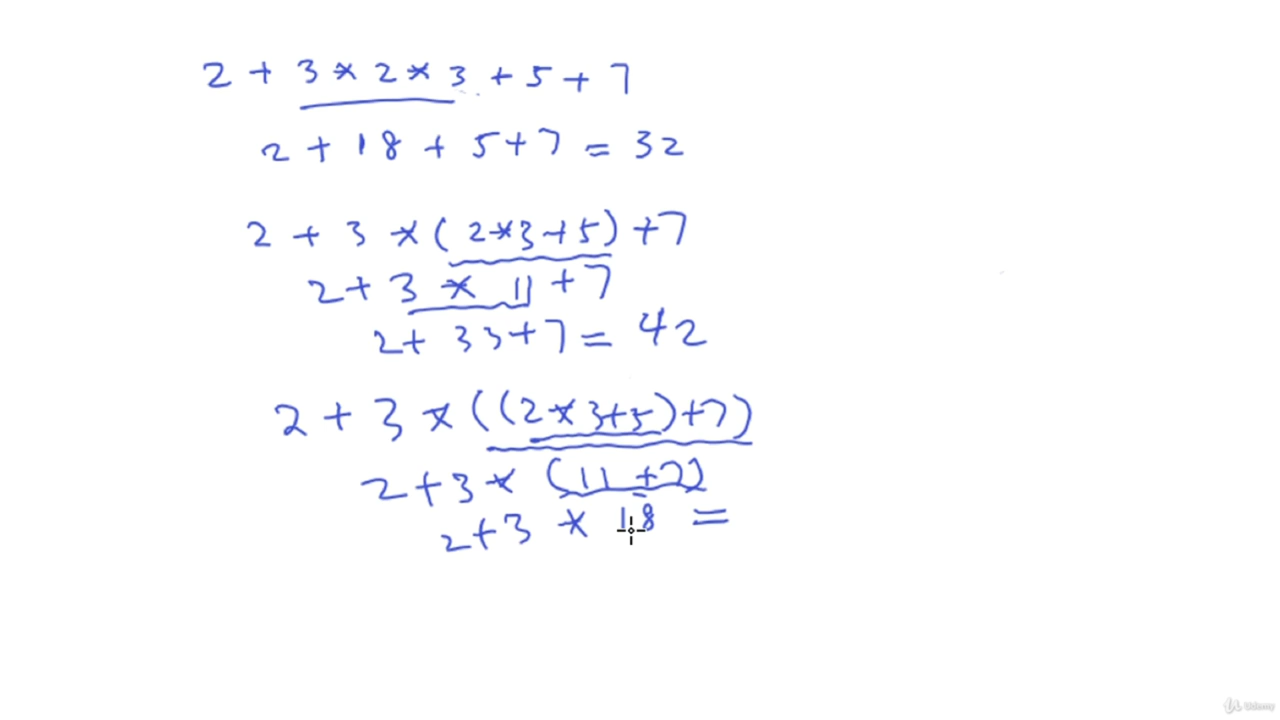 2 + 3 * 2 * 3 + 5 + 7
2 + 18 + 5 + 7 = 32
2 + 3 * ( 2 * 3 + 5 ) + 7
2 + 3 * 11 + 7
2 + 33 + 7 = 42
2 + 3 * ( ( 2 * 3 + 5 ) + 7 )
2 + 3 * ( 11 + 7 )
2 + 3 * 18 =
Udemy